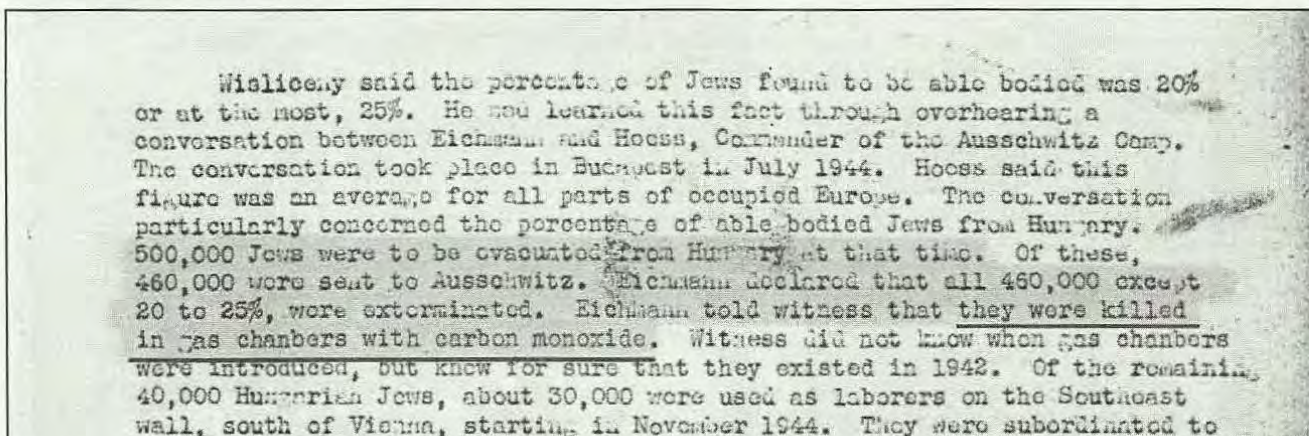 Wisliceny said the percentage of Jews found to be able bodied was 20%
or at the most, 25%. He had learned this fact through overhearing a
conversation between Eichmann and Hoess, Commander of the Ausschwitz Camp.
The conversation took place in Budapest in July 1944. Hoess said this
figure was an average for all parts of occupied Europe. The conversation
particularly concerned the percentage of able bodied Jews from Hungary.
500,000 Jews were to be evacuated from Hungary at that time. Of these,
460,000 were sent to Ausschwitz. Eichmann declared that all 460,000 except
20 to 25%, were exterminated. Eichmann told witness that they were killed
in gas chanbers with carbon monoxide. Witness did not know when gas chanbers
were introduced, but knew for sure that they existed in 1942. Of the remaining
40,000 Hungarian Jews, about 30,000 were used as laborers on the Southeast
wall, south of Vienna, starting in November 1944. They were subordinated to